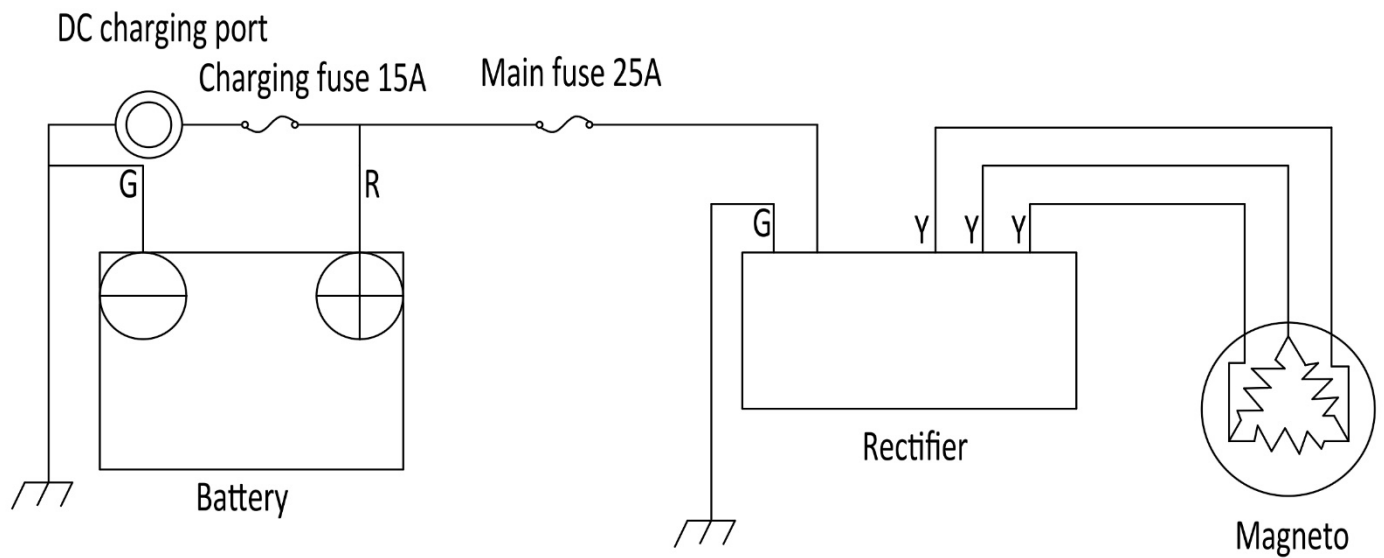 DC charging port
Charging fuse 15A
Main fuse 25A
G
R
G
Y
Y
Y
Rectifier
Battery
Magneto